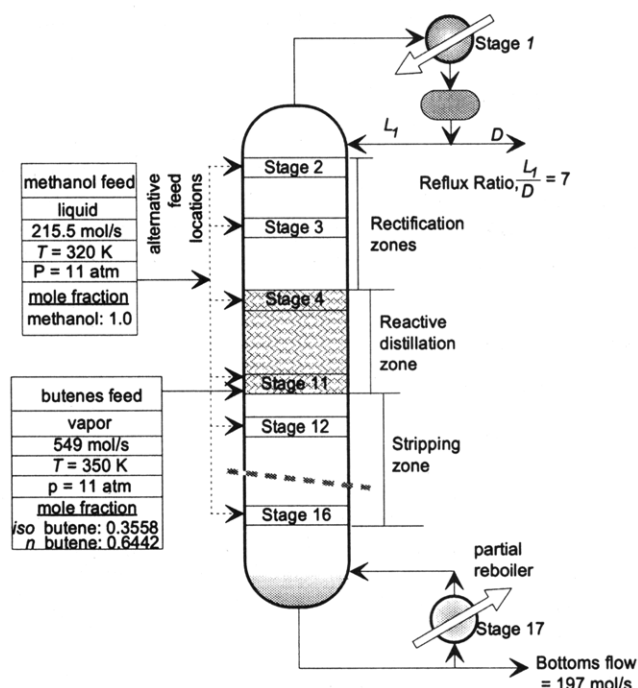 Stage 1
L1
D
Reflux Ratio, L1/D = 7
Stage 2
Stage 3
Rectification
zones
alternative
feed
locations
methanol feed
liquid
215.5 mol/s
T = 320 K
P = 11 atm
mole fraction
methanol: 1.0
Stage 4
Reactive
distillation
zone
Stage 11
butenes feed
vapor
549 mol/s
T = 350 K
p = 11 atm
mole fraction
iso butene: 0.3558
n butene: 0.6442
Stage 12
Stripping
zone
Stage 16
partial
reboiler
Stage 17
Bottoms flow
= 197 mol/s